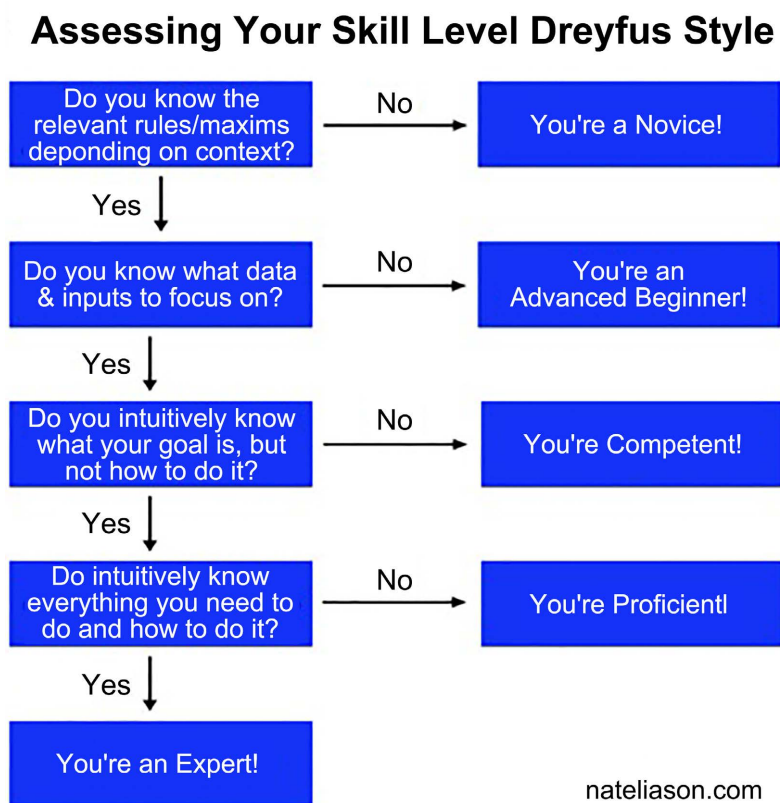 Assessing Your Skill Level Dreyfus Style
Do you know the
relevant rules/maxims
deponding on context?
No
You're a Novice!
Yes
Do you know what data
& inputs to focus on?
No
You're an
Advanced Beginner!
Yes
Do you intuitively know
what your goal is, but
not how to do it?
No
You're Competent!
Yes
Do intuitively know
everything you need to
do and how to do it?
No
You're Proficientl
Yes
You're an Expert!
nateliason.com